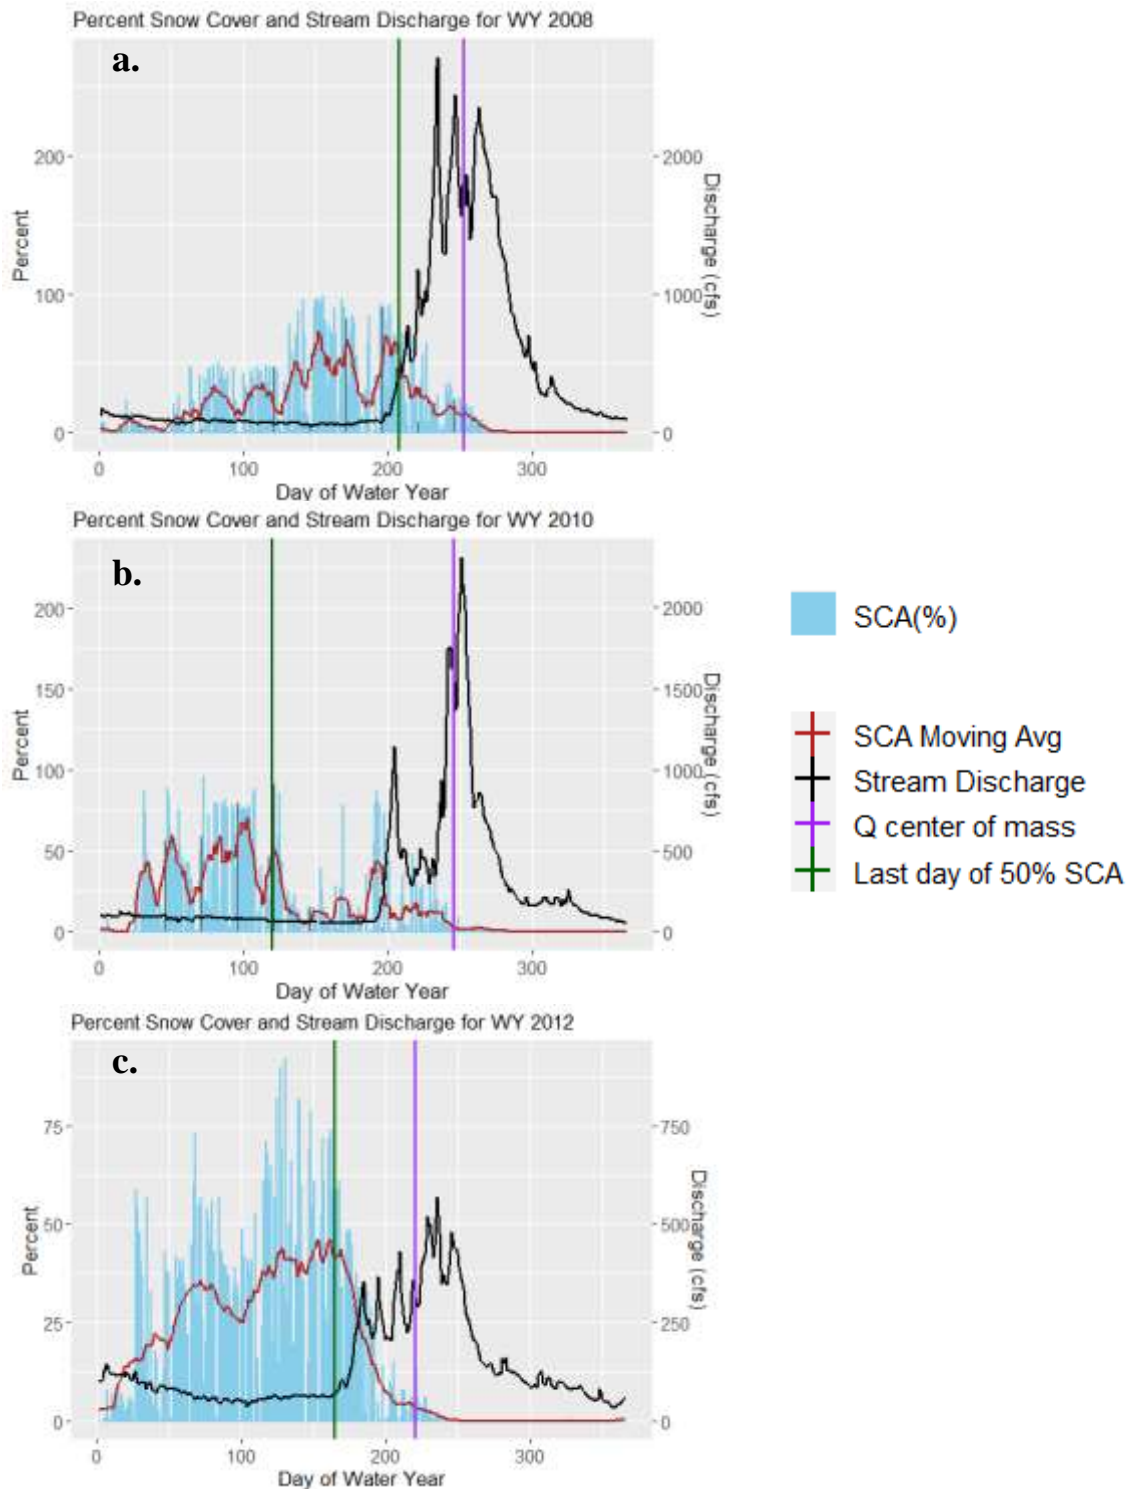 Percent Snow Cover and Stream Discharge for WY 2008
a.
200
100
0
Percent
2000
1000
0
Discharge (cfs)
0 100 200 300
Day of Water Year
Percent Snow Cover and Stream Discharge for WY 2010
b.
200
150
100
50
0
Percent
2000
1500
1000
500
0
Discharge (cfs)
0 100 200 300
Day of Water Year
Percent Snow Cover and Stream Discharge for WY 2012
c.
75
50
25
0
Percent
750
500
250
0
Discharge (cfs)
0 100 200 300
Day of Water Year
SCA(%)
SCA Moving Avg
Stream Discharge
Q center of mass
Last day of 50% SCA